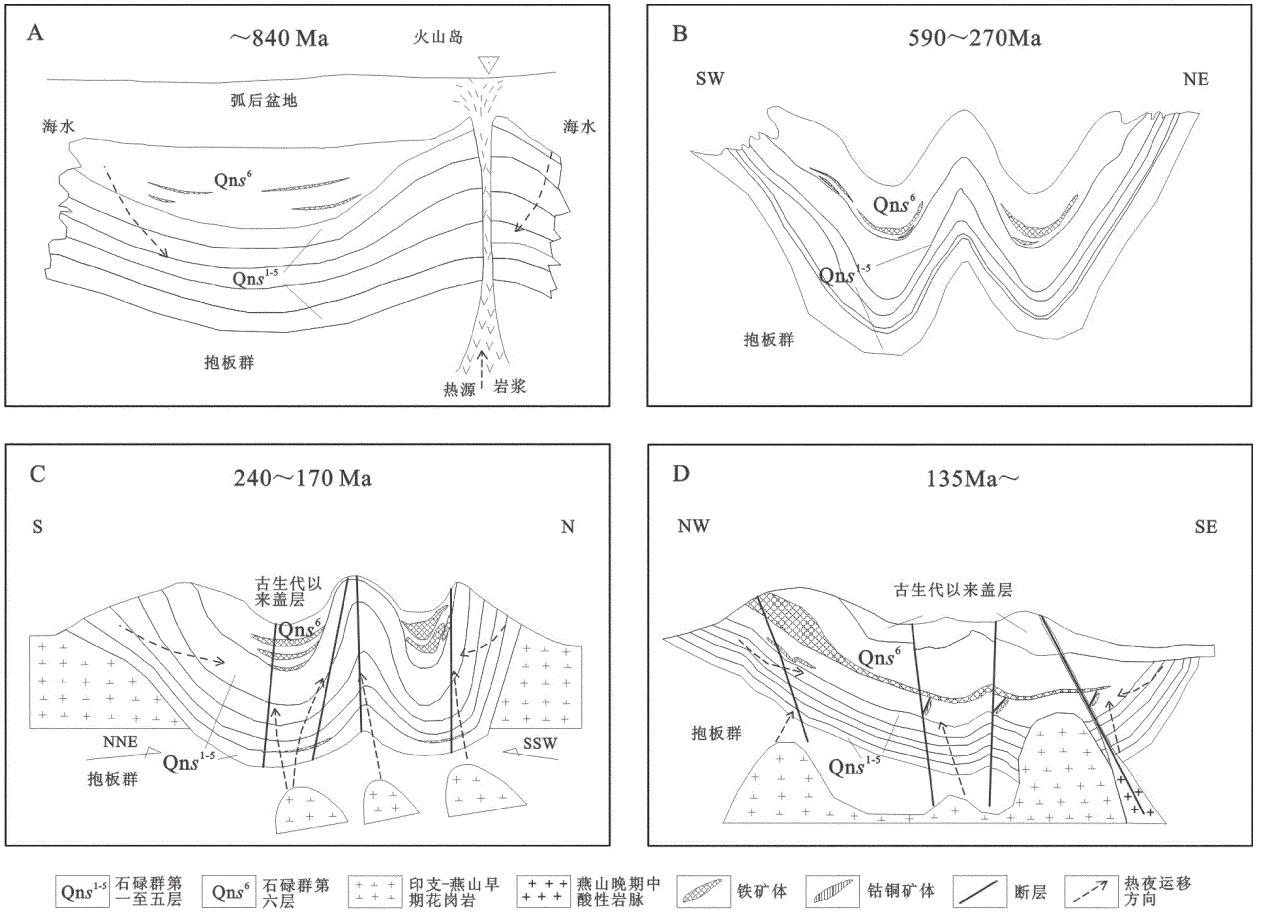 A
～840 Ma
火山岛
弧后盆地
海水
海水
Qns⁶
Qns¹⁻⁵
抱板群
热源
岩浆
B
590～270Ma
SW
NE
Qns⁶
Qns¹⁻⁵
抱板群
C
240～170 Ma
S
N
古生代以
来盖层
Qns⁶
NNE
SSW
Qns¹⁻⁵
抱板群
D
135Ma～
NW
SE
古生代以来盖层
Qns⁶
抱板群
Qns¹⁻⁵
Qns¹⁻⁵
石碌群第
一至五层
Qns⁶
石碌群第
六层
印支-燕山早
期花岗岩
燕山晚期中
酸性岩脉
铁矿体
钴铜矿体
断层
热夜运移
方向